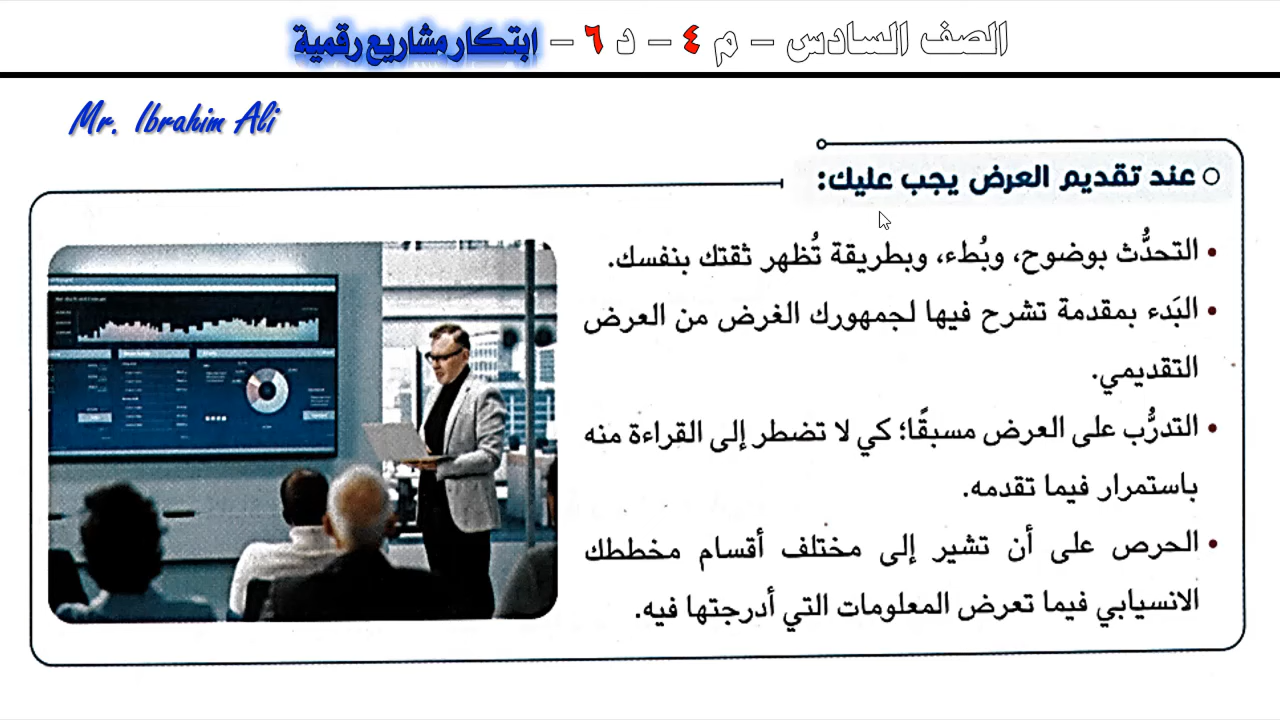 الصف السادس – م ٤ – د ٦ – ابتكار مشاريع رقمية
Mr. Ibrahim Ali
عند تقديم العرض يجب عليك:
• التحدُّث بوضوح، وبُطء، وبطريقة تُظهر ثقتك بنفسك.
• البَدء بمقدمة تشرح فيها لجمهورك الغرض من العرض
التقديمي.
• التدرُّب على العرض مسبقًا؛ كي لا تضطر إلى القراءة منه
باستمرار فيما تقدمه.
• الحرص على أن تشير إلى مختلف أقسام مخططك
الانسيابي فيما تعرض المعلومات التي أدرجتها فيه.